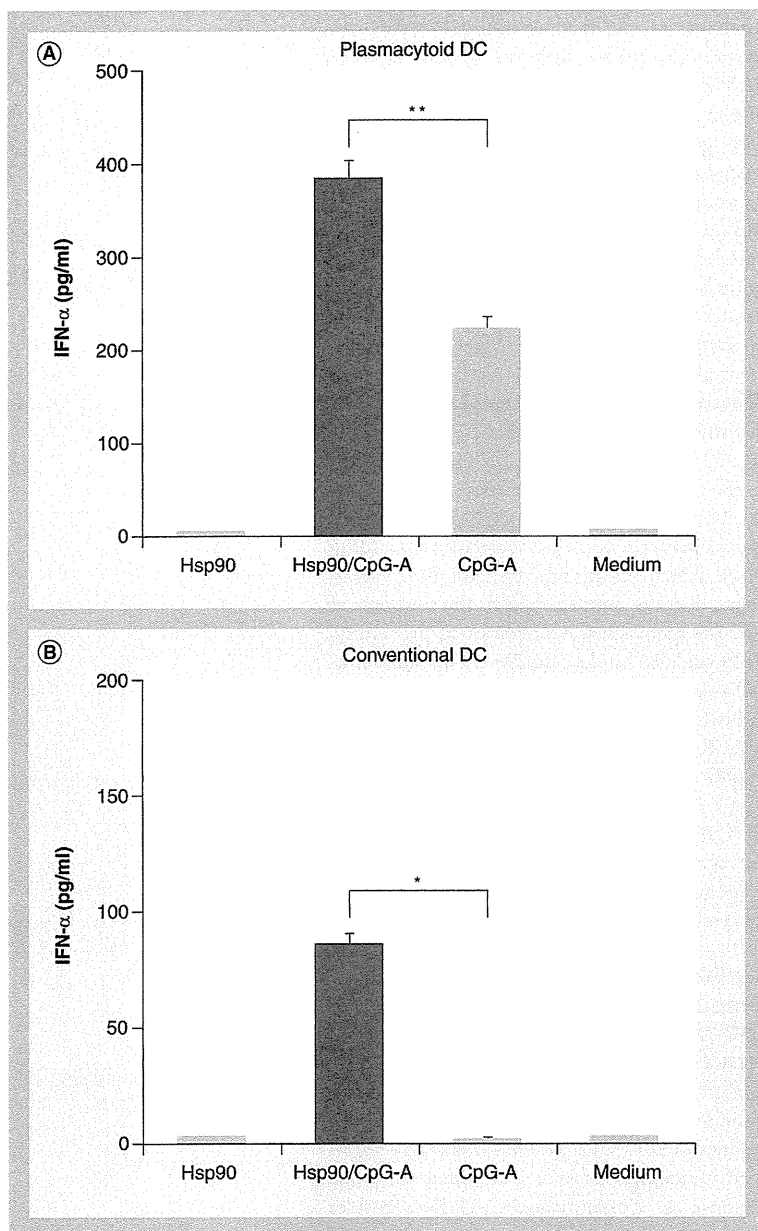 A
Plasmacytoid DC
500
400
300
200
100
0
IFN-α (pg/ml)
**
Hsp90 Hsp90/CpG-A CpG-A Medium
B
Conventional DC
200
150
100
50
0
IFN-α (pg/ml)
*
Hsp90 Hsp90/CpG-A CpG-A Medium